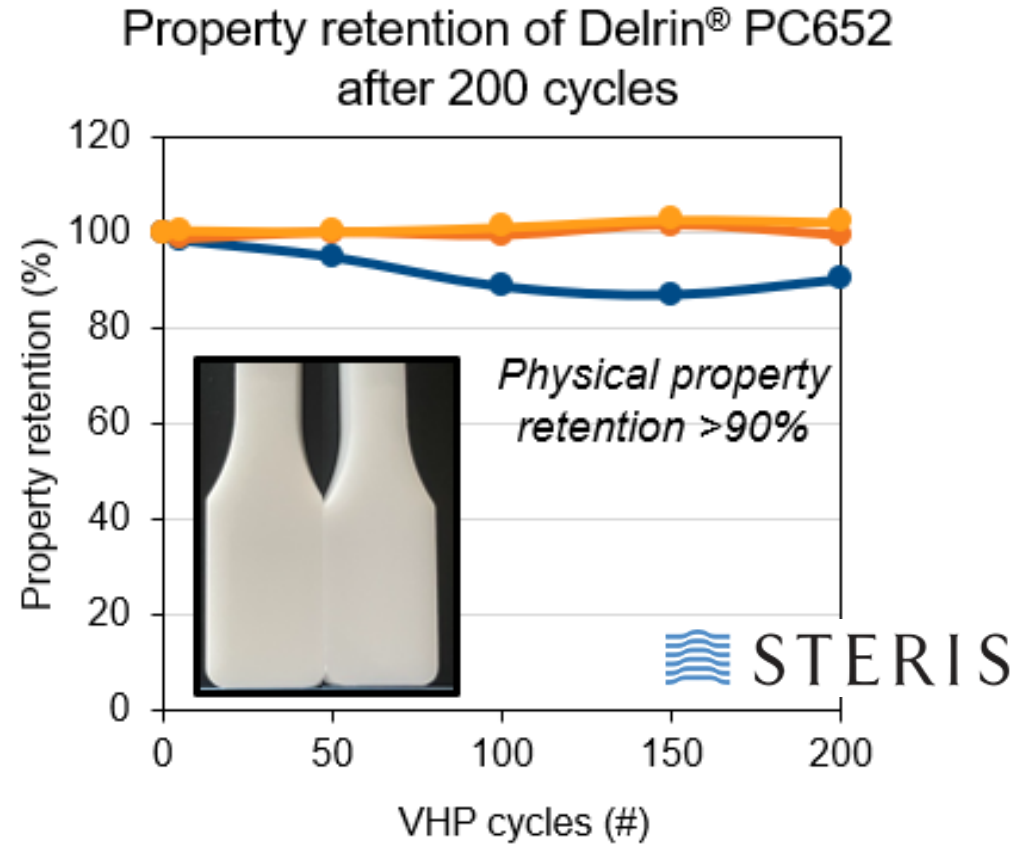 Property retention of Delrin® PC652
after 200 cycles
Property retention (%)
120
100
80
60
40
20
0
Physical property
retention >90%
STERIS
0 50 100 150 200
VHP cycles (#)